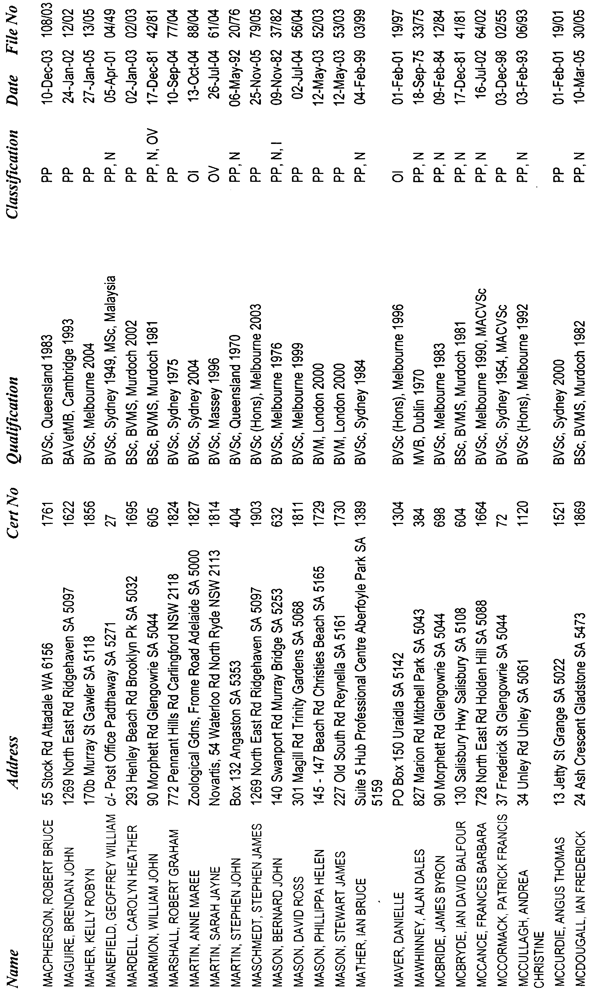 Name Address Cert No Qualification Classification Date File No
MACPHERSON, ROBERT BRUCE 55 Stock Rd Attadale WA 6156 1761 BVSc, Queensland 1983 PP 10-Dec-03 108/03
MAGUIRE, BRENDAN JOHN 1269 North East Rd Ridgehaven SA 5097 1622 BAVetMB, Cambridge 1993 PP 24-Jan-02 12/02
MAHER, KELLY ROBYN 170b Murray St Gawler SA 5118 1856 BVSc, Melbourne 2004 PP 27-Jan-05 13/05
MANEFIELD, GEOFFREY WILLIAM c/- Post Office Padthaway SA 5271 27 BVSc, Sydney 1949, MSc, Malaysia PP, N 05-Apr-01 04/49
MARDELL, CAROLYN HEATHER 293 Henley Beach Rd Brooklyn Pk SA 5032 1695 BSc, BVMS, Murdoch 2002 PP 02-Jan-03 02/03
MARMION, WILLIAM JOHN 90 Morphett Rd Glengowrie SA 5044 605 BSc, BVMS, Murdoch 1981 PP, N, OV 17-Dec-81 42/81
MARSHALL, ROBERT GRAHAM 772 Pennant Hills Rd Carlingford NSW 2118 1824 BVSc, Sydney 1975 PP 10-Sep-04 77/04
MARTIN, ANNE MAREE Zoological Gdns, Frome Road Adelaide SA 5000 1827 BVSc, Sydney 2004 OI 13-Oct-04 88/04
MARTIN, SARAH JAYNE Novartis, 54 Waterloo Rd North Ryde NSW 2113 1814 BVSc, Massey 1996 OV 26-Jul-04 61/04
MARTIN, STEPHEN JOHN Box 132 Angaston SA 5353 404 BVSc, Queensland 1970 PP, N 06-May-92 20/76
MASCHMEDT, STEPHEN JAMES 1269 North East Rd Ridgehaven SA 5097 1903 BVSc (Hons), Melbourne 2003 PP 25-Nov-05 79/05
MASON, BERNARD JOHN 140 Swanport Rd Murray Bridge SA 5253 632 BVSc, Melbourne 1976 PP, N, I 09-Nov-82 37/82
MASON, DAVID ROSS 301 Magill Rd Trinity Gardens SA 5068 1811 BVSc, Melbourne 1999 PP 02-Jul-04 56/04
MASON, PHILLIPPA HELEN 145 - 147 Beach Rd Christies Beach SA 5165 1729 BVM, London 2000 PP 12-May-03 52/03
MASON, STEWART JAMES 227 Old South Rd Reynella SA 5161 1730 BVM, London 2000 PP 12-May-03 53/03
MATHER, IAN BRUCE Suite 5 Hub Professional Centre Aberfoyle Park SA 1389 BVSc, Sydney 1984 PP, N 04-Feb-99 03/99
5159
MAVER, DANIELLE PO Box 150 Uraidla SA 5142 1304 BVSc (Hons), Melbourne 1996 OI 01-Feb-01 19/97
MAWHINNEY, ALAN DALES 827 Marion Rd Mitchell Park SA 5043 384 MVB, Dublin 1970 PP, N 18-Sep-75 33/75
MCBRIDE, JAMES BYRON 90 Morphett Rd Glengowrie SA 5044 698 BVSc, Melbourne 1983 PP, N 09-Feb-84 12/84
MCBRYDE, IAN DAVID BALFOUR 130 Salisbury Hwy Salisbury SA 5108 604 BSc, BVMS, Murdoch 1981 PP, N 17-Dec-81 41/81
MCCANCE, FRANCES BARBARA 728 North East Rd Holden Hill SA 5088 1664 BVSc, Melbourne 1990, MACVSc PP, N 16-Jul-02 64/02
MCCORMACK, PATRICK FRANCIS 37 Frederick St Glengowrie SA 5044 72 BVSc, Sydney 1954, MACVSc PP 03-Dec-98 02/55
MCCULLAGH, ANDREA 34 Unley Rd Unley SA 5061 1120 BVSc (Hons), Melbourne 1992 PP, N 03-Feb-93 06/93
CHRISTINE
MCCURDIE, ANGUS THOMAS 13 Jetty St Grange SA 5022 1521 BVSc, Sydney 2000 PP 01-Feb-01 19/01
MCDOUGALL, IAN FREDERICK 24 Ash Crescent Gladstone SA 5473 1869 BSc, BVMS, Murdoch 1982 PP, N 10-Mar-05 30/05